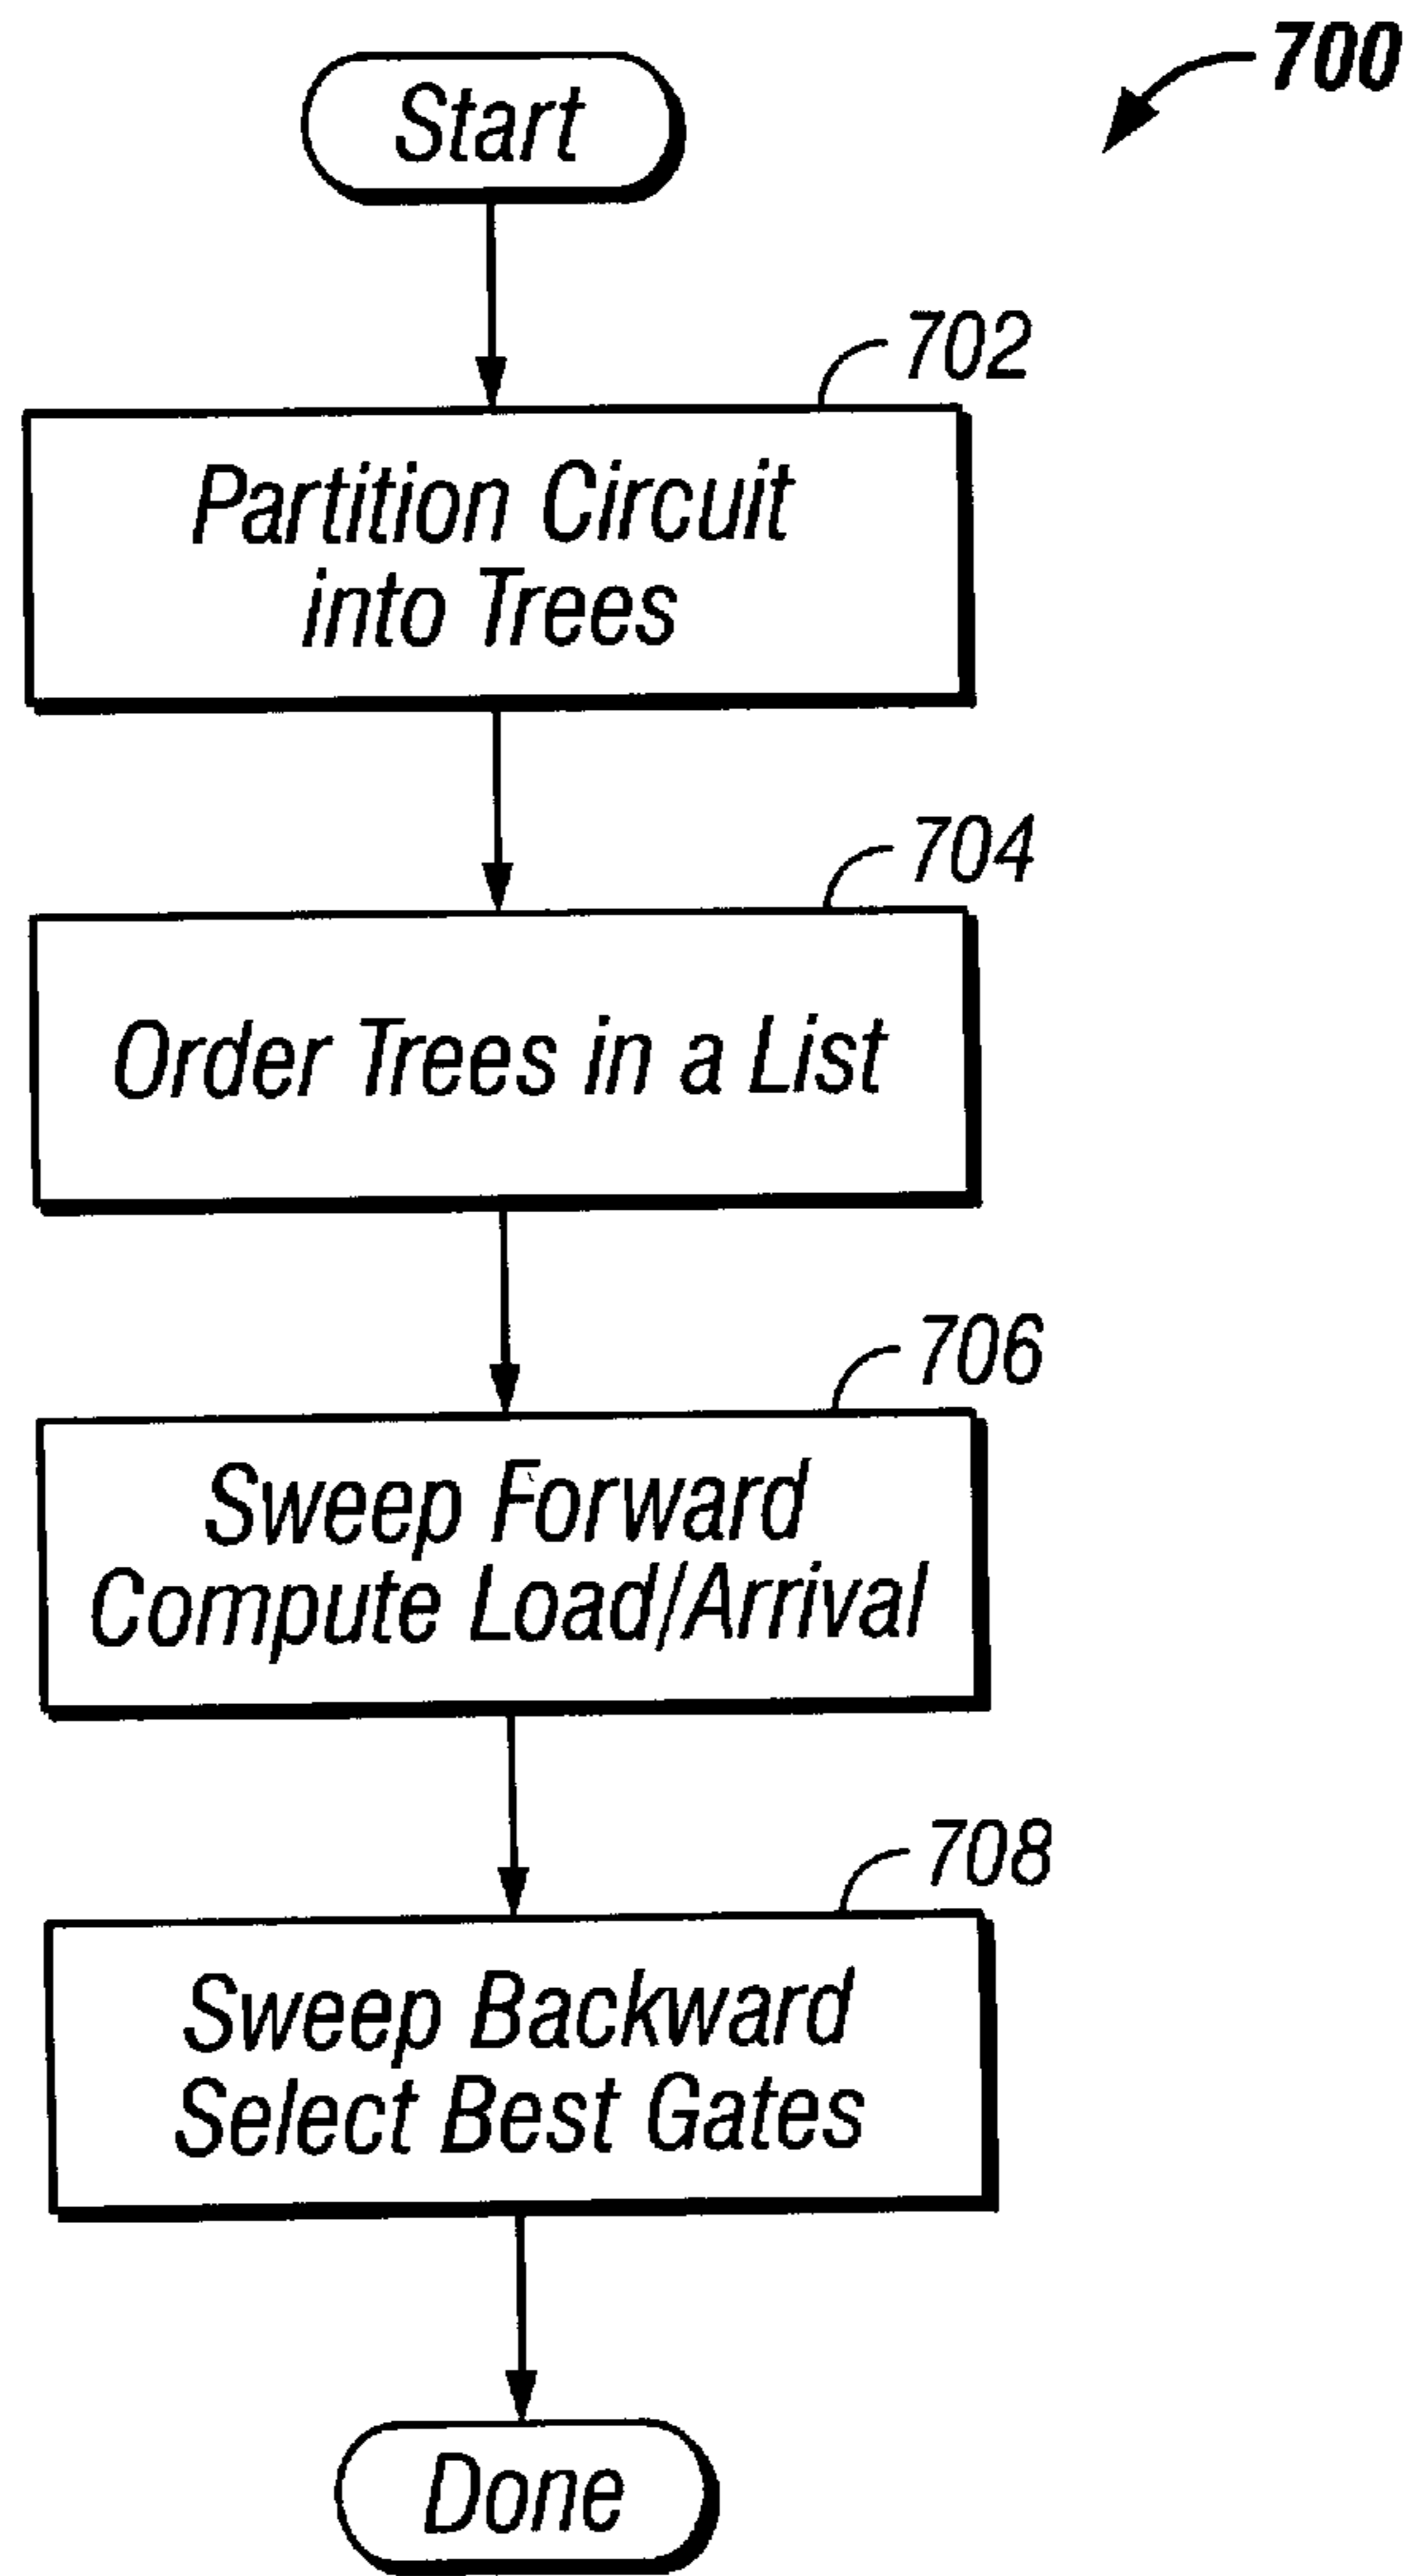 700
Start
702
Partition Circuit
into Trees
704
Order Trees in a List
706
Sweep Forward
Compute Load/Arrival
708
Sweep Backward
Select Best Gates
Done